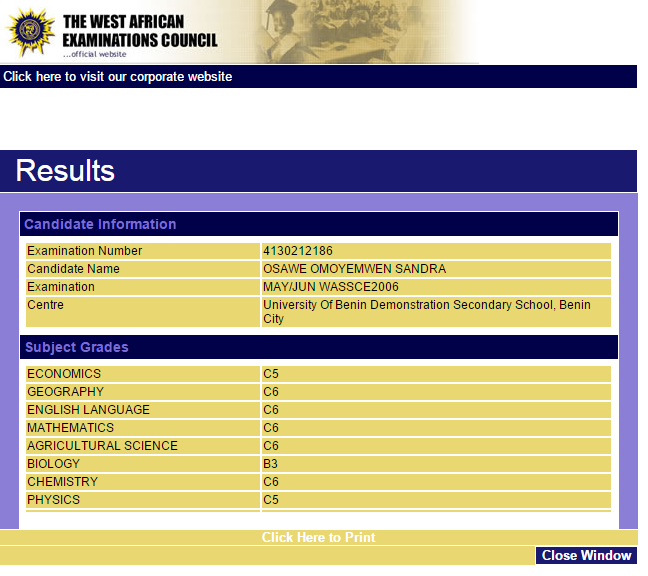 THE WEST AFRICAN
EXAMINATIONS COUNCIL
...official website
Click here to visit our corporate website
Results
Candidate Information
Examination Number 4130212186
Candidate Name OSAWE OMOYEMWEN SANDRA
Examination MAY/JUN WASSCE2006
Centre University Of Benin Demonstration Secondary School, Benin
City
Subject Grades
ECONOMICS C5
GEOGRAPHY C6
ENGLISH LANGUAGE C6
MATHEMATICS C6
AGRICULTURAL SCIENCE C6
BIOLOGY B3
CHEMISTRY C6
PHYSICS C5
Click Here to Print
Close Window